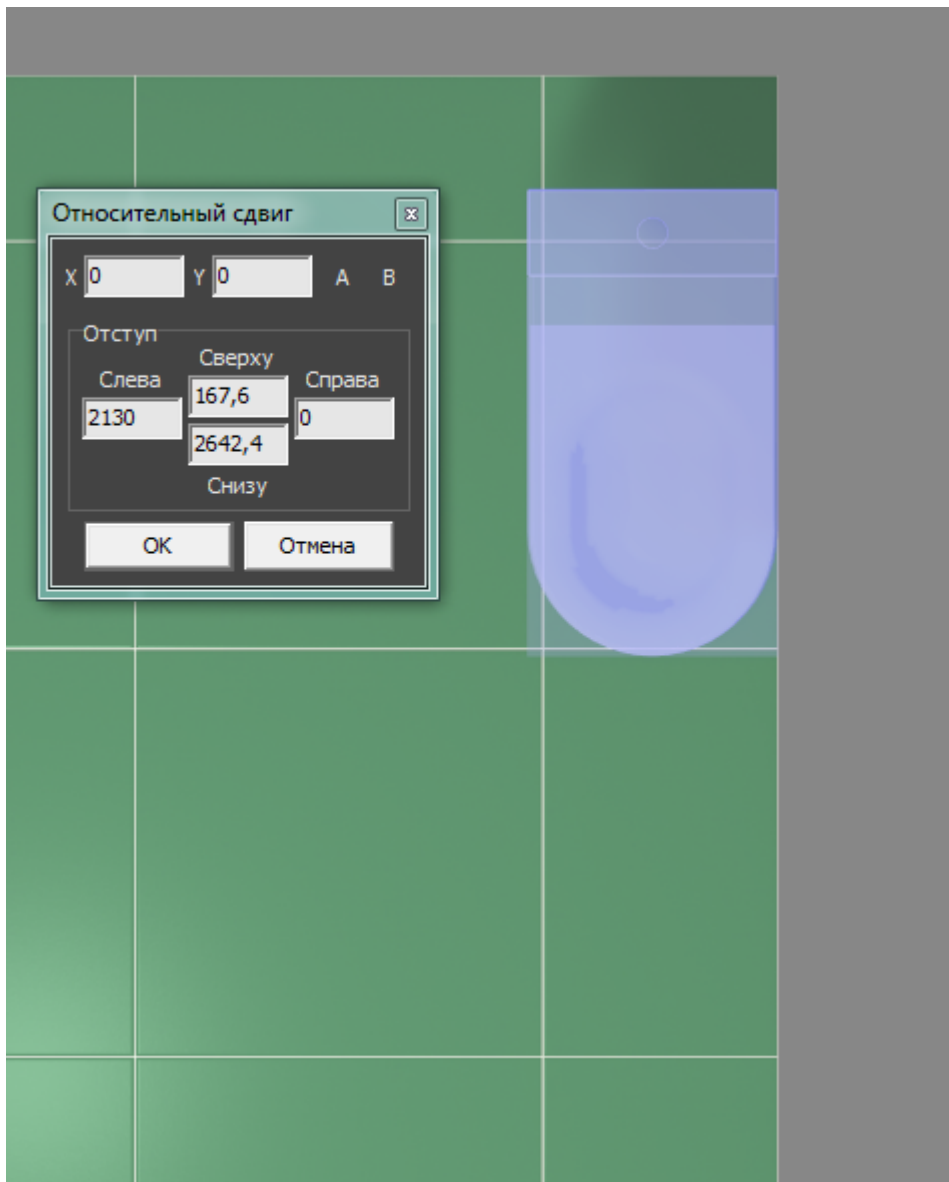 Относительный сдвиг
X 0 Y 0 A B
Отступ
Сверху
Слева 167,6 Справа
2130 2642,4 0
Снизу
OK Отмена